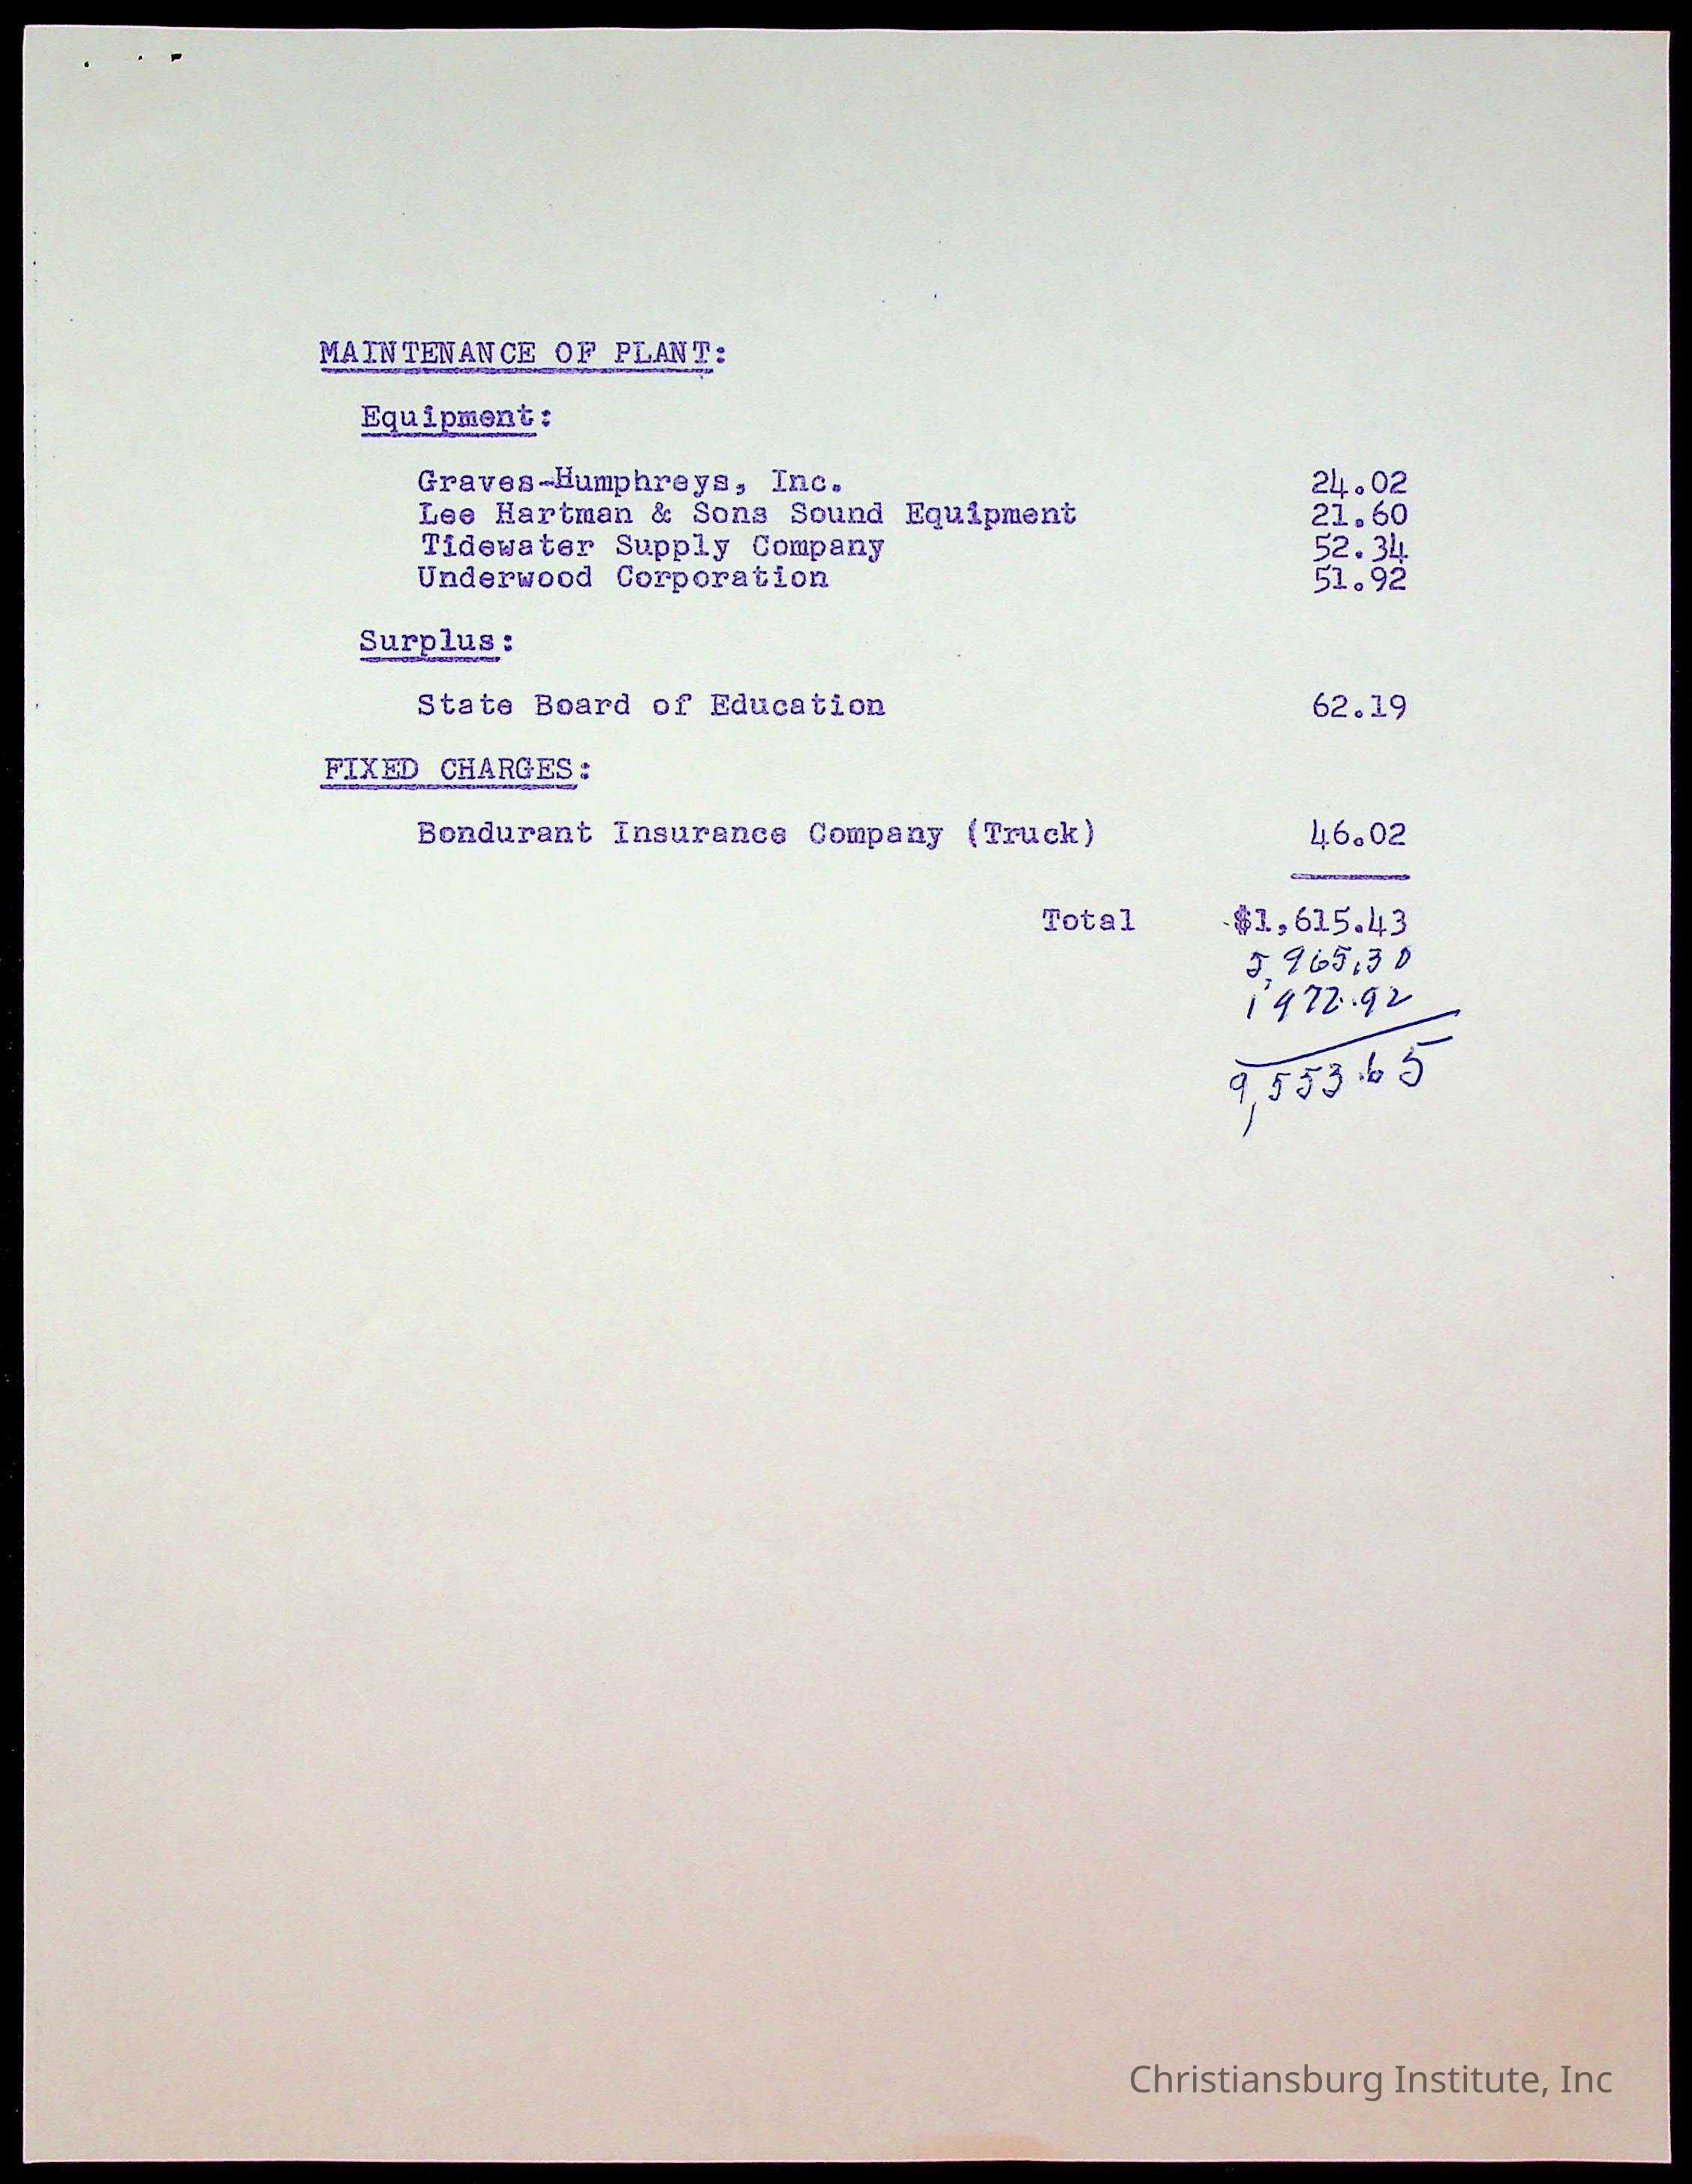 MAINTENANCE OF PLANT:
Equipment:
Graves-Humphreys, Inc. 24.02
Lee Hartman & Sons Sound Equipment 21.60
Tidewater Supply Company 52.34
Underwood Corporation 51.92
Surplus:
State Board of Education 62.19
FIXED CHARGES:
Bondurant Insurance Company (Truck) 46.02
Total $1,615.43
5,965.30
1972.92
9,553.65
Christiansburg Institute, Inc